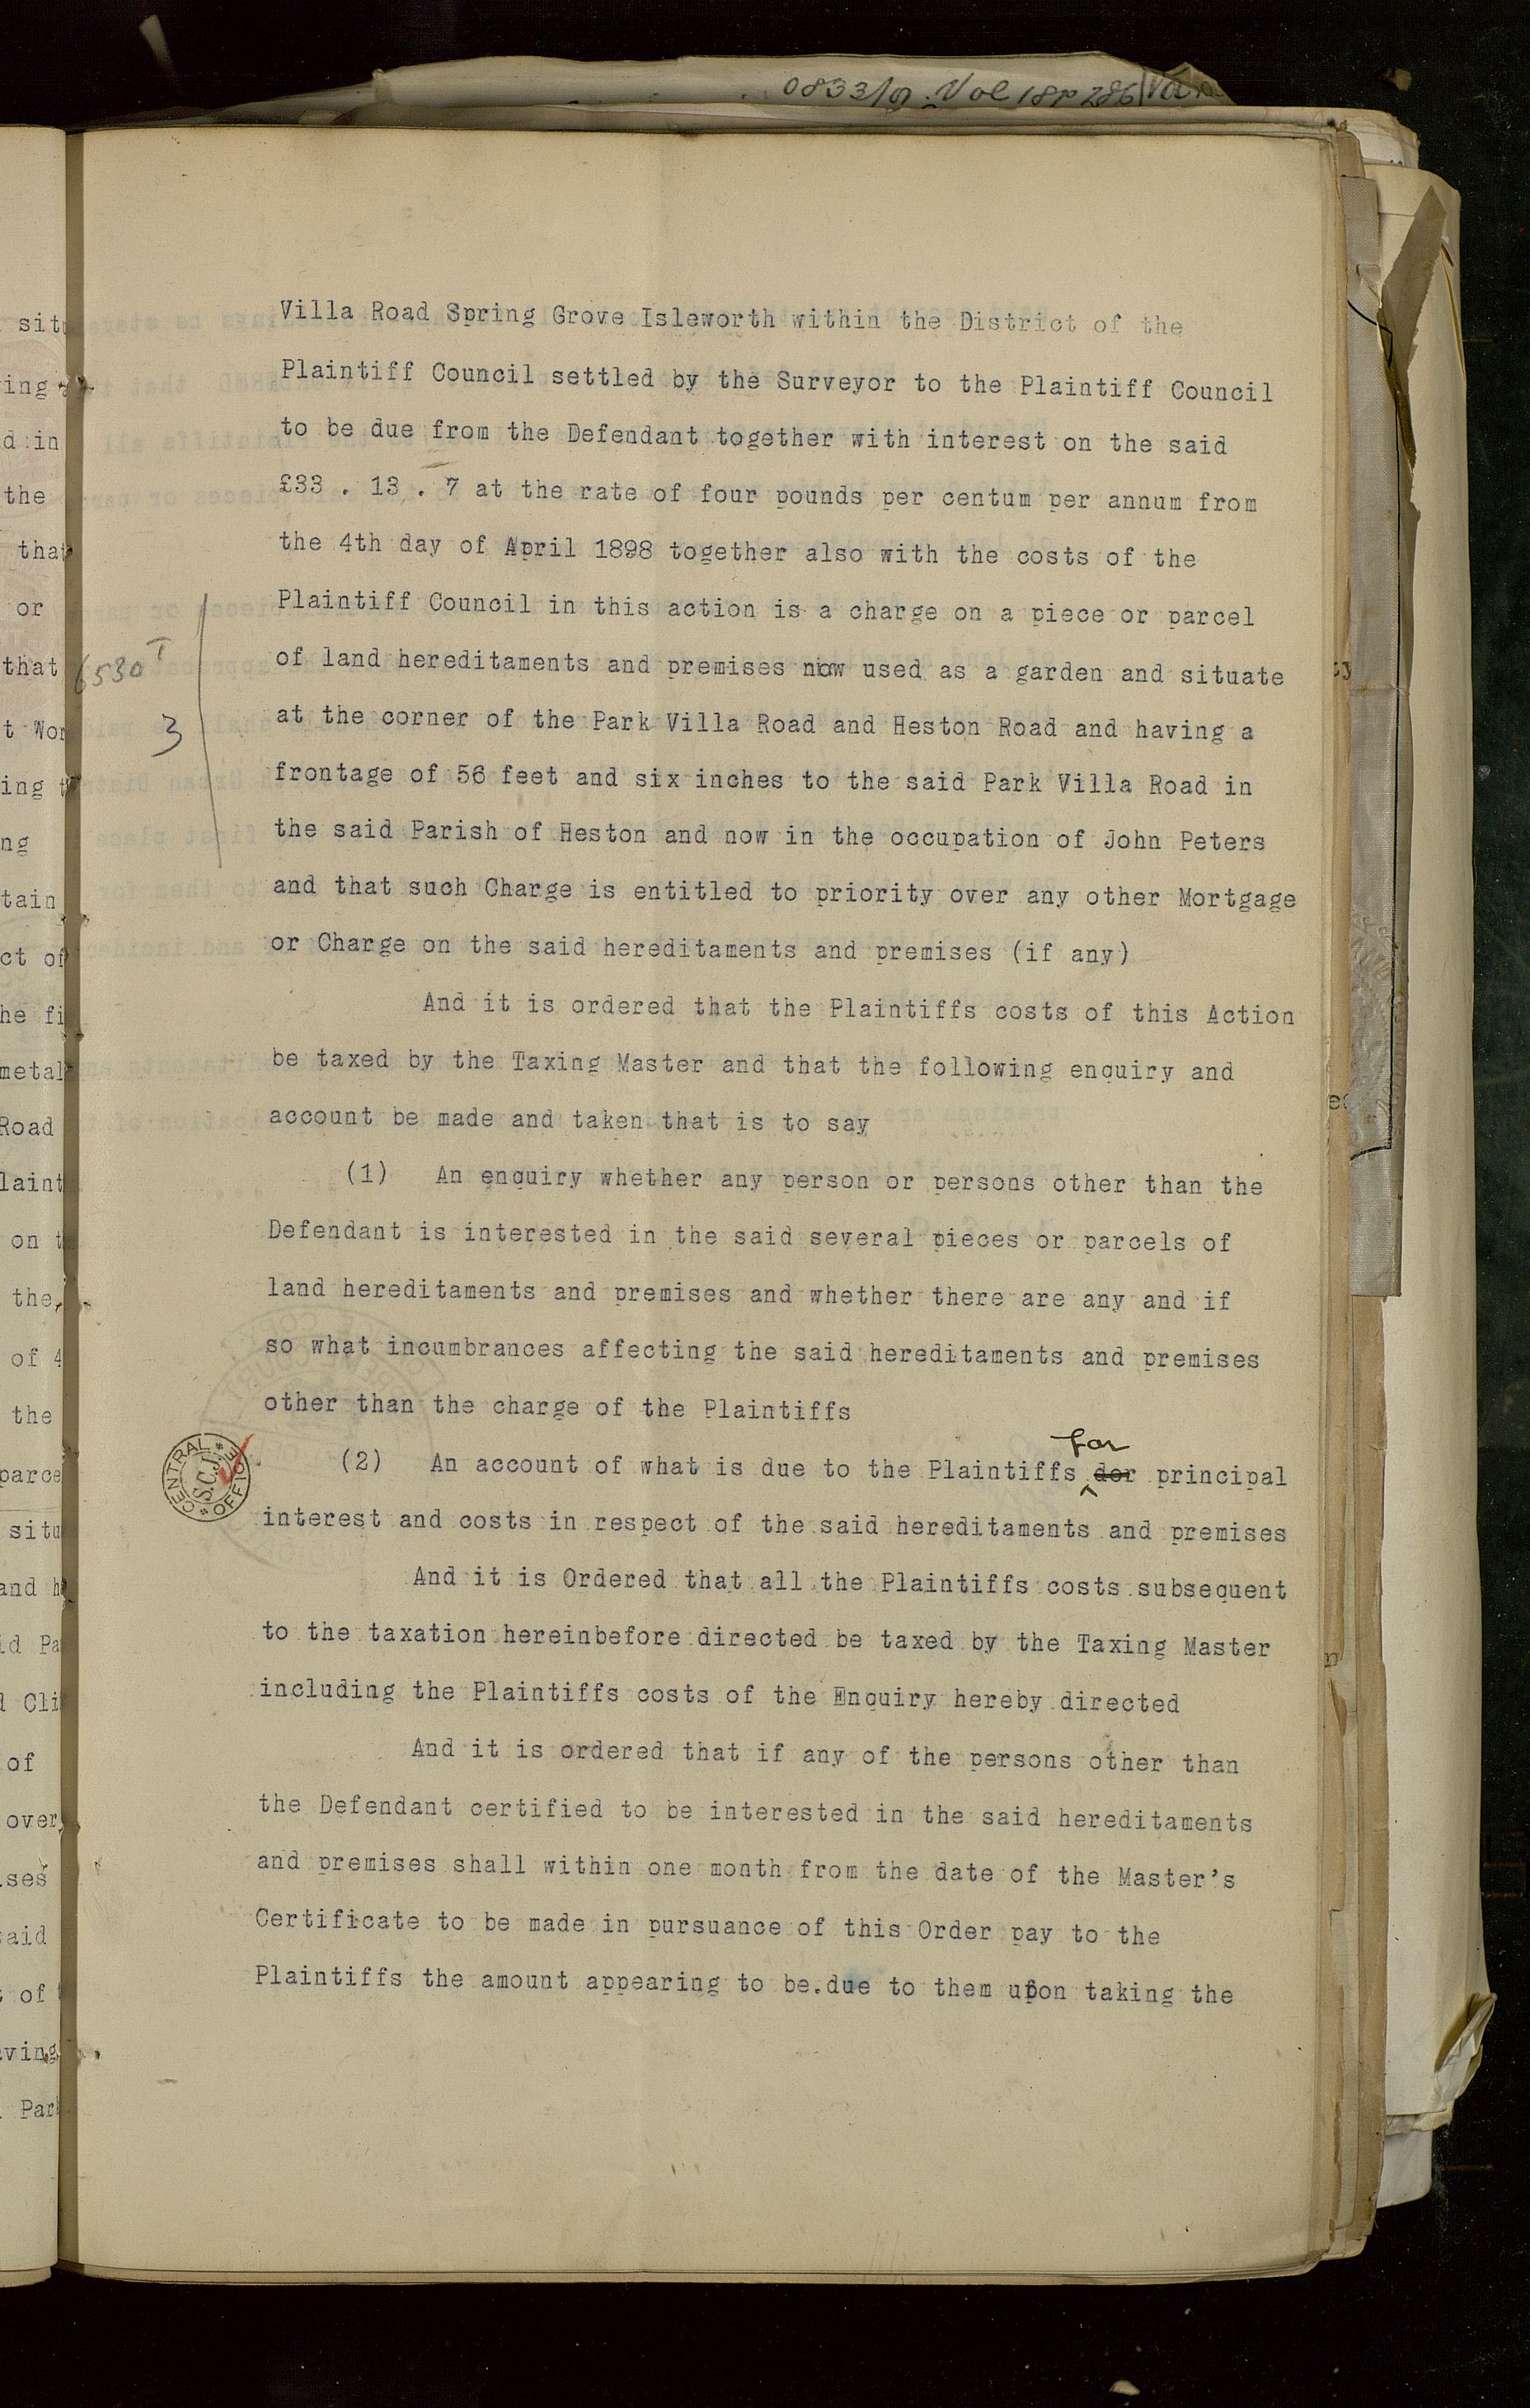 0833/01. Vol 18p 286
Villa Road Spring Grove Isleworth within the District of the
Plaintiff Council settled by the Surveyor to the Plaintiff Council
to be due from the Defendant together with interest on the said
£33 . 13 . 7 at the rate of four pounds per centum per annum from
the 4th day of April 1898 together also with the costs of the
Plaintiff Council in this action is a charge on a piece or parcel
of land hereditaments and premises now used as a garden and situate
at the corner of the Park Villa Road and Heston Road and having a
frontage of 56 feet and six inches to the said Park Villa Road in
the said Parish of Heston and now in the occupation of John Peters
and that such Charge is entitled to priority over any other Mortgage
or Charge on the said hereditaments and premises (if any)
And it is ordered that the Plaintiffs costs of this Action
be taxed by the Taxing Master and that the following enquiry and
account be made and taken that is to say
(1) An enquiry whether any person or persons other than the
Defendant is interested in the said several pieces or parcels of
land hereditaments and premises and whether there are any and if
so what incumbrances affecting the said hereditaments and premises
other than the charge of the Plaintiffs
for
(2) An account of what is due to the Plaintiffs dor principal
interest and costs in respect of the said hereditaments and premises
And it is Ordered that all the Plaintiffs costs subsequent
to the taxation hereinbefore directed be taxed by the Taxing Master
including the Plaintiffs costs of the Enquiry hereby directed
And it is ordered that if any of the persons other than
the Defendant certified to be interested in the said hereditaments
and premises shall within one month from the date of the Master's
Certificate to be made in pursuance of this Order pay to the
Plaintiffs the amount appearing to be.due to them upon taking the
6530 T
3
CENTRAL OFFICE
S.C.J.